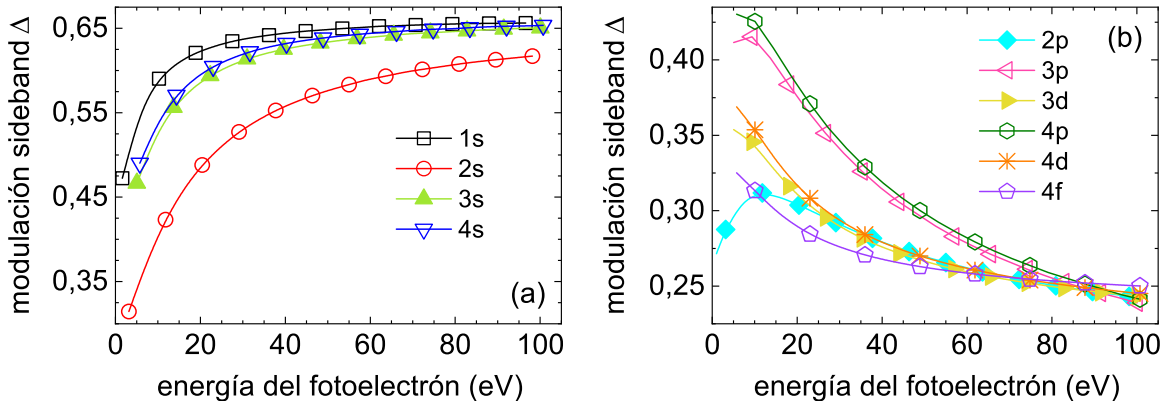 modulación sideband Δ
0,65
0,55
0,45
0,35
1s
2s
3s
4s
(a)
0 20 40 60 80 100
energía del fotoelectrón (eV)
modulación sideband Δ
0,40
0,35
0,30
0,25
(b)
2p
3p
3d
4p
4d
4f
0 20 40 60 80 100
energía del fotoelectrón (eV)